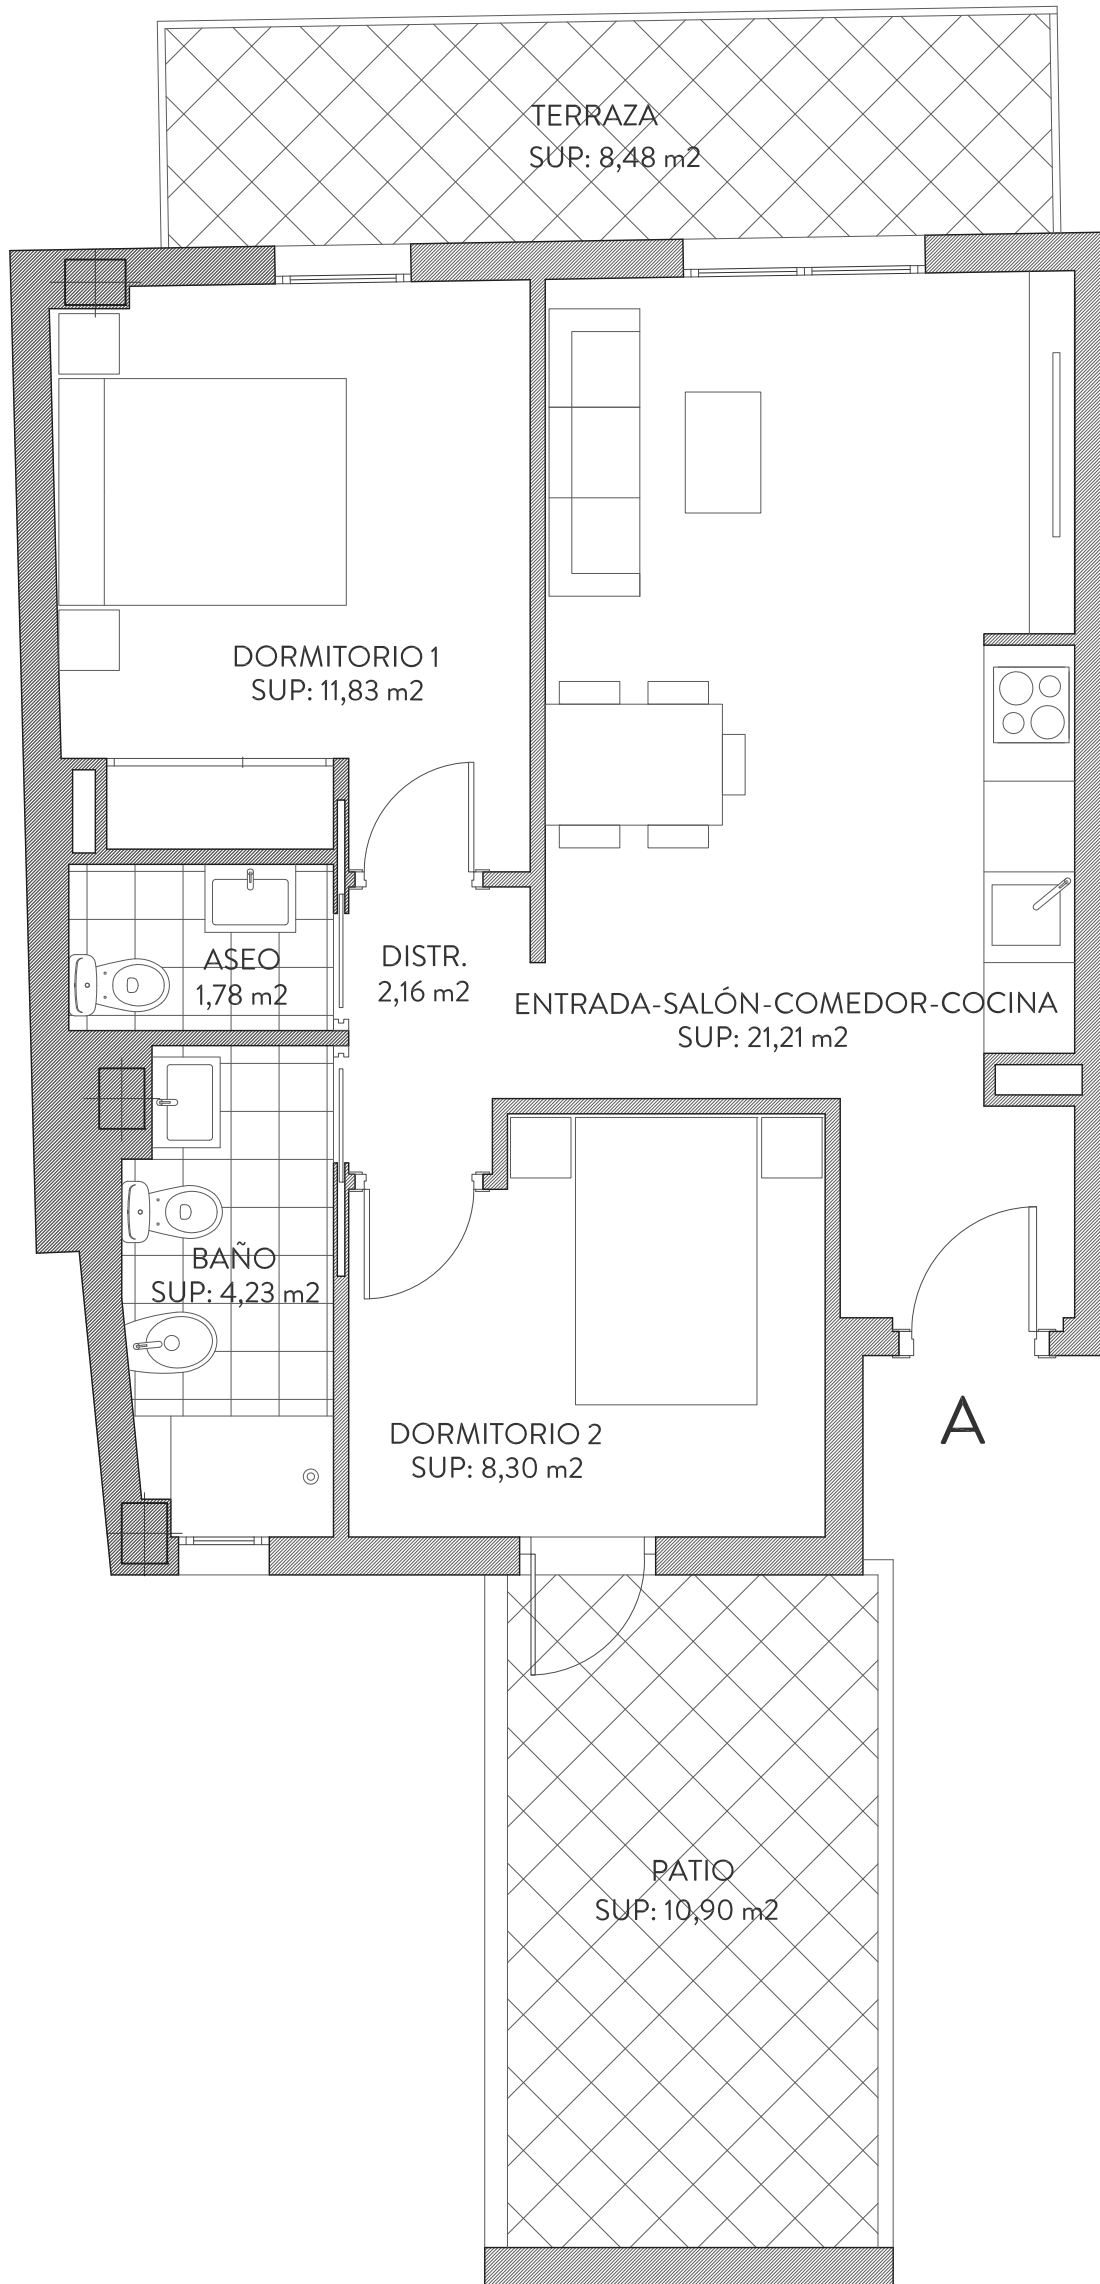 TERRAZA
SUP: 8,48 m2
DORMITORIO 1
SUP: 11,83 m2
ASEO
1,78 m2
DISTR.
2,16 m2
ENTRADA-SALÓN-COMEDOR-COCINA
SUP: 21,21 m2
BAÑO
SUP: 4,23 m2
DORMITORIO 2
SUP: 8,30 m2
A
PATIO
SUP: 10,90 m2